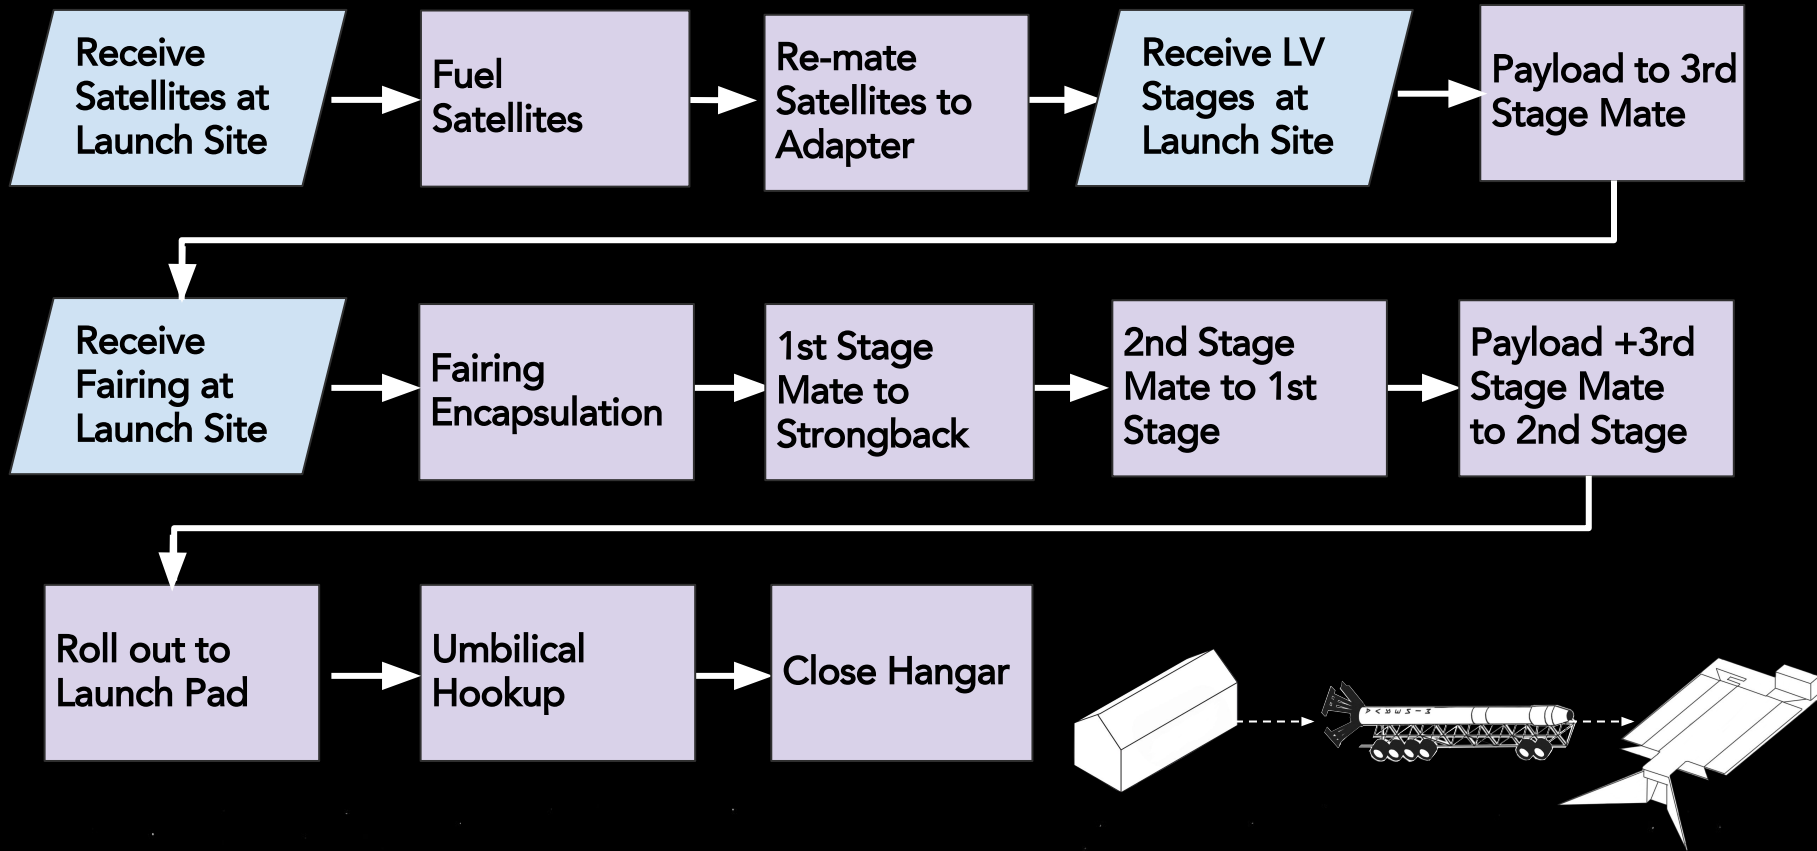 Receive
Satellites at
Launch Site
Fuel
Satellites
Re-mate
Satellites to
Adapter
Receive LV
Stages at
Launch Site
Payload to 3rd
Stage Mate
Receive
Fairing at
Launch Site
Fairing
Encapsulation
1st Stage
Mate to
Strongback
2nd Stage
Mate to 1st
Stage
Payload +3rd
Stage Mate
to 2nd Stage
Roll out to
Launch Pad
Umbilical
Hookup
Close Hangar